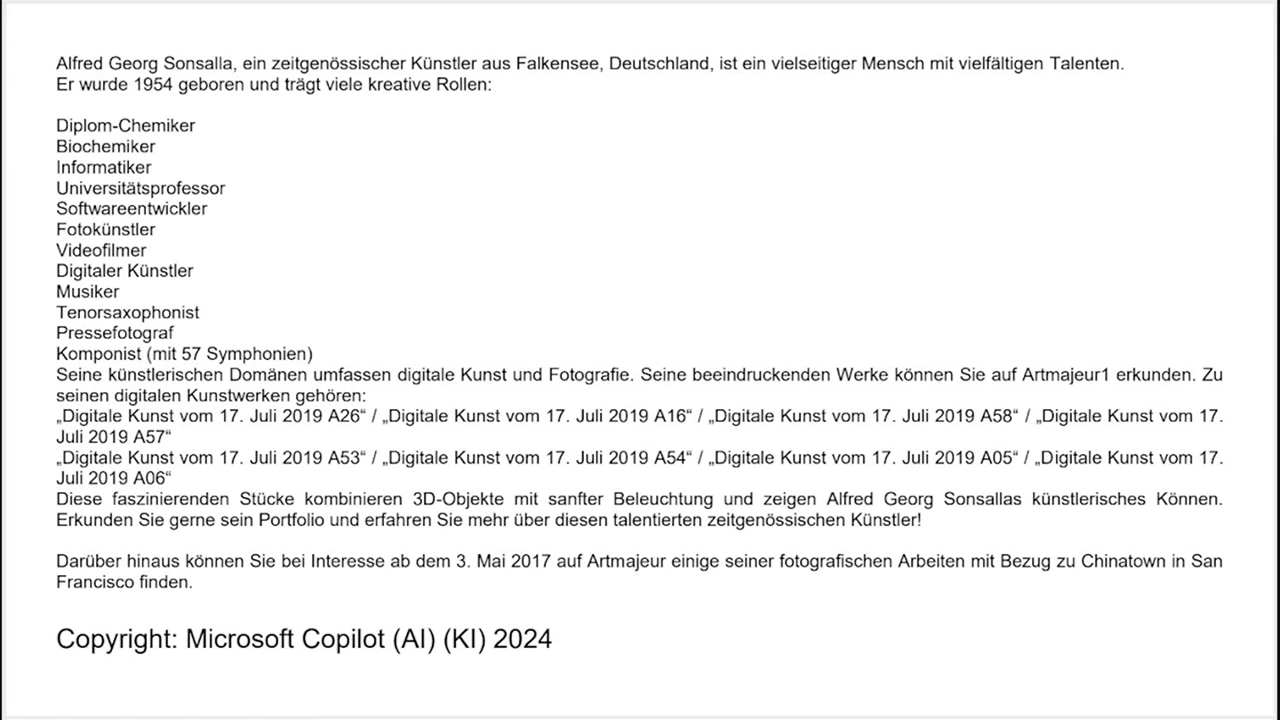 Alfred Georg Sonsalla, ein zeitgenössischer Künstler aus Falkensee, Deutschland, ist ein vielseitiger Mensch mit vielfältigen Talenten.
Er wurde 1954 geboren und trägt viele kreative Rollen:
Diplom-Chemiker
Biochemiker
Informatiker
Universitätsprofessor
Softwareentwickler
Fotokünstler
Videofilmer
Digitaler Künstler
Musiker
Tenorsaxophonist
Pressefotograf
Komponist (mit 57 Symphonien)
Seine künstlerischen Domänen umfassen digitale Kunst und Fotografie. Seine beeindruckenden Werke können Sie auf Artmajeur1 erkunden. Zu
seinen digitalen Kunstwerken gehören:
„Digitale Kunst vom 17. Juli 2019 A26“ / „Digitale Kunst vom 17. Juli 2019 A16“ / „Digitale Kunst vom 17. Juli 2019 A58“ / „Digitale Kunst vom 17.
Juli 2019 A57“
„Digitale Kunst vom 17. Juli 2019 A53“ / „Digitale Kunst vom 17. Juli 2019 A54“ / „Digitale Kunst vom 17. Juli 2019 A05“ / „Digitale Kunst vom 17.
Juli 2019 A06“
Diese faszinierenden Stücke kombinieren 3D-Objekte mit sanfter Beleuchtung und zeigen Alfred Georg Sonsallas künstlerisches Können.
Erkunden Sie gerne sein Portfolio und erfahren Sie mehr über diesen talentierten zeitgenössischen Künstler!
Darüber hinaus können Sie bei Interesse ab dem 3. Mai 2017 auf Artmajeur einige seiner fotografischen Arbeiten mit Bezug zu Chinatown in San
Francisco finden.
Copyright: Microsoft Copilot (AI) (KI) 2024